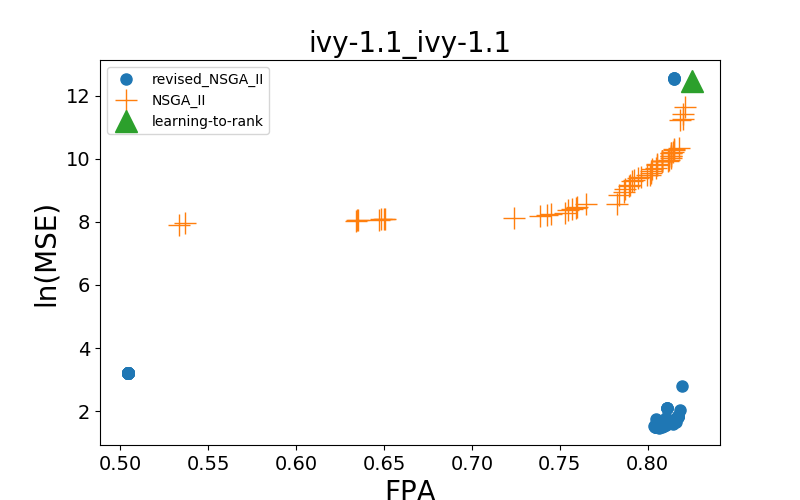 ivy-1.1_ivy-1.1
revised_NSGA_II
NSGA_II
learning-to-rank
ln(MSE)
12
10
8
6
4
2
0.50 0.55 0.60 0.65 0.70 0.75 0.80
FPA